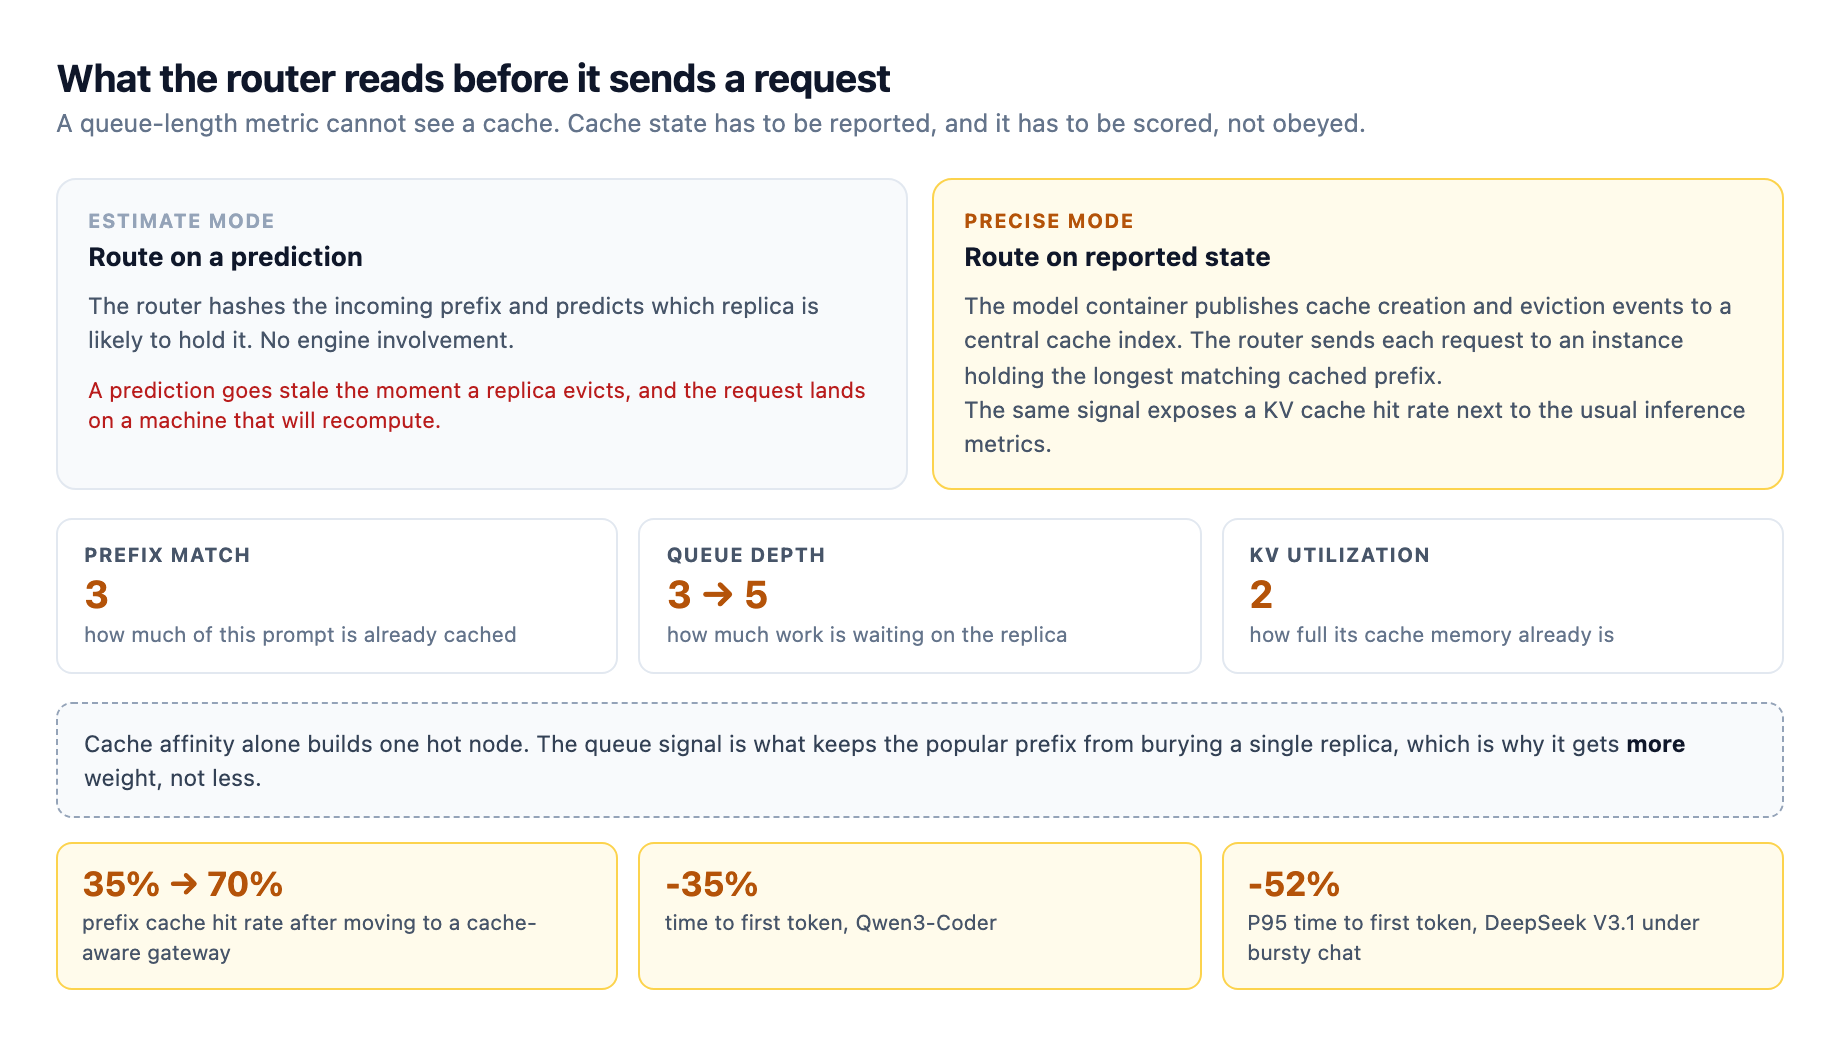 What the router reads before it sends a request
A queue-length metric cannot see a cache. Cache state has to be reported, and it has to be scored, not obeyed.
ESTIMATE MODE
Route on a prediction
The router hashes the incoming prefix and predicts which replica is
likely to hold it. No engine involvement.
A prediction goes stale the moment a replica evicts, and the request lands
on a machine that will recompute.
PRECISE MODE
Route on reported state
The model container publishes cache creation and eviction events to a
central cache index. The router sends each request to an instance
holding the longest matching cached prefix.
The same signal exposes a KV cache hit rate next to the usual inference
metrics.
PREFIX MATCH
3
how much of this prompt is already cached
QUEUE DEPTH
3 → 5
how much work is waiting on the replica
KV UTILIZATION
2
how full its cache memory already is
Cache affinity alone builds one hot node. The queue signal is what keeps the popular prefix from burying a single replica, which is why it gets more
weight, not less.
35% → 70%
prefix cache hit rate after moving to a cache-
aware gateway
-35%
time to first token, Qwen3-Coder
-52%
P95 time to first token, DeepSeek V3.1 under
bursty chat